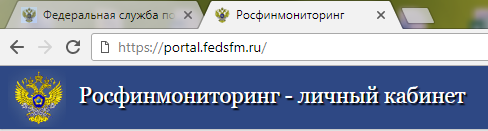 Федеральная служба по
Росфинмониторинг
https://portal.fedsfm.ru/
Росфинмониторинг - личный кабинет